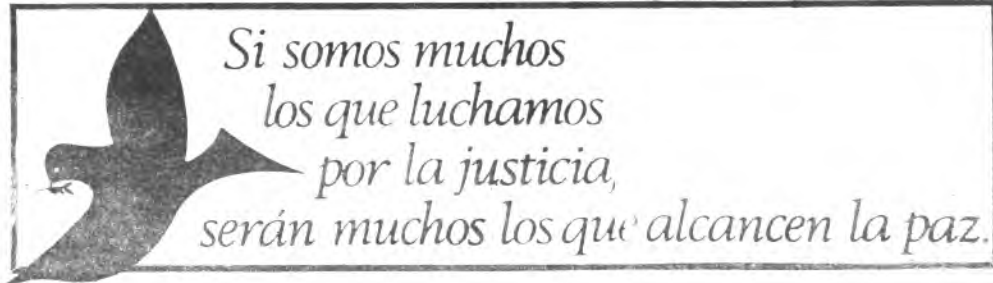 Si somos muchos
los que luchamos
por la justicia,
serán muchos los que alcancen la paz.